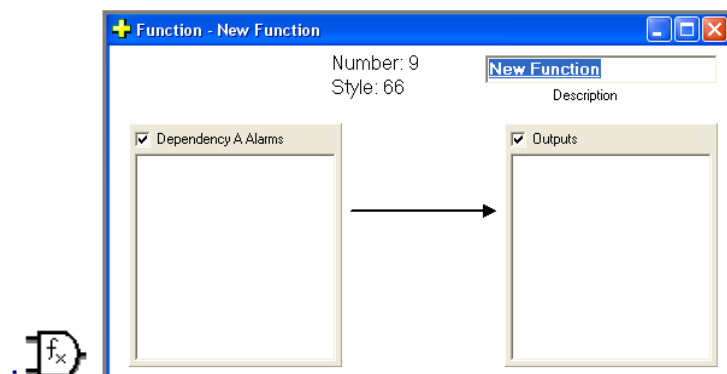 Function - New Function
Number: 9
New Function
Style: 66
Description
Dependency A Alarms
Outputs
fx